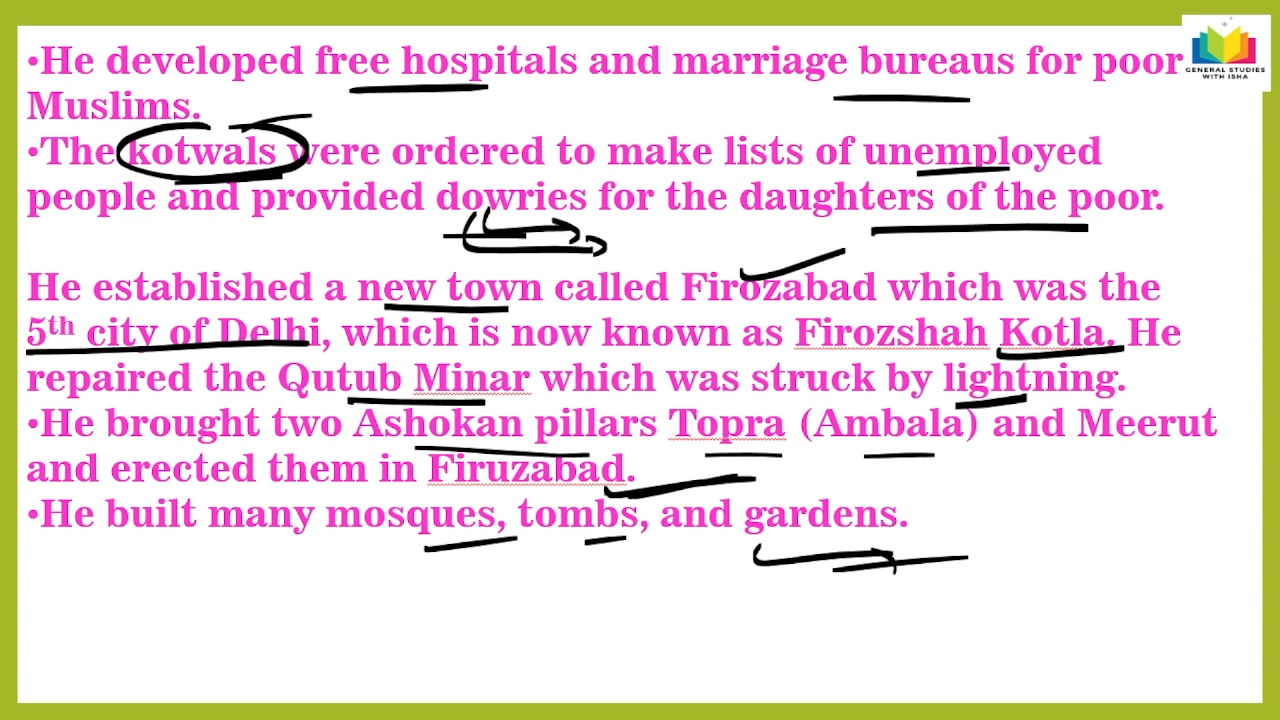 •He developed free hospitals and marriage bureaus for poor
Muslims.
•The kotwals were ordered to make lists of unemployed
people and provided dowries for the daughters of the poor.
He established a new town called Firozabad which was the
5th city of Delhi, which is now known as Firozshah Kotla. He
repaired the Qutub Minar which was struck by lightning.
•He brought two Ashokan pillars Topra (Ambala) and Meerut
and erected them in Firuzabad.
•He built many mosques, tombs, and gardens.
GENERAL STUDIES
WITH ISHA